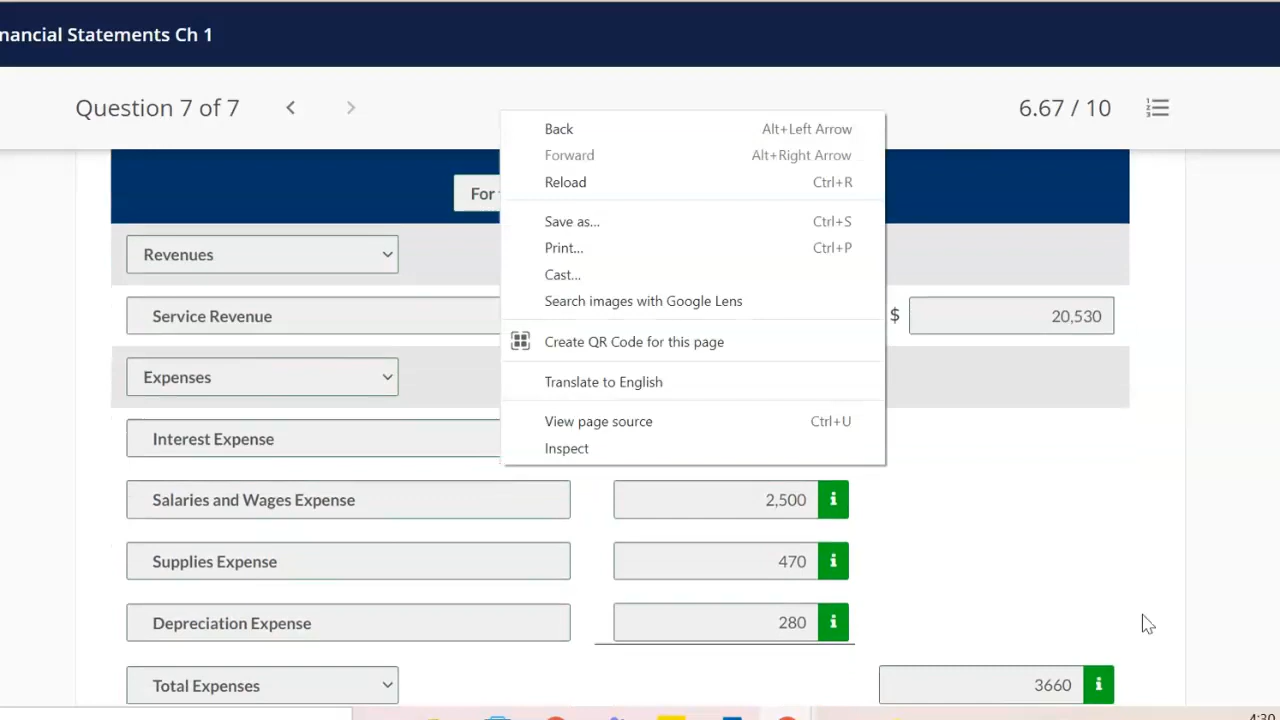 nancial Statements Ch 1
Question 7 of 7 < > 6.67 / 10
For
Back Alt+Left Arrow
Forward Alt+Right Arrow
Reload Ctrl+R
Save as... Ctrl+S
Print... Ctrl+P
Cast...
Search images with Google Lens
Create QR Code for this page
Translate to English
View page source Ctrl+U
Inspect
Revenues
Service Revenue $ 20,530
Expenses
Interest Expense
Salaries and Wages Expense 2,500
Supplies Expense 470
Depreciation Expense 280
Total Expenses 3660
4:30